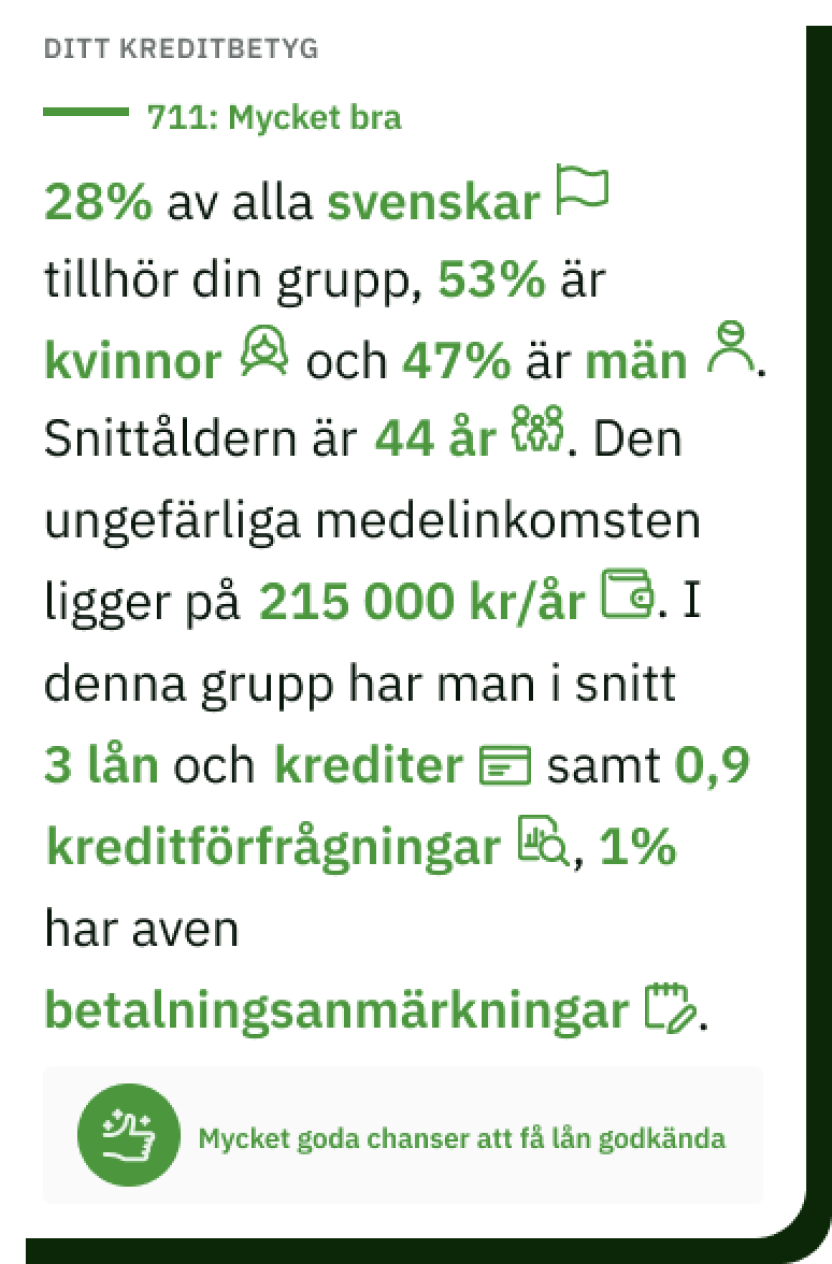 DITT KREDITBETYG
711: Mycket bra
28% av alla svenskar
tillhör din grupp, 53% är
kvinnor och 47% är män .
Snittåldern är 44 år . Den
ungefärliga medelinkomsten
ligger på 215 000 kr/år . I
denna grupp har man i snitt
3 lån och krediter samt 0,9
kreditförfrågningar , 1%
har aven
betalningsanmärkningar .
Mycket goda chanser att få lån godkända